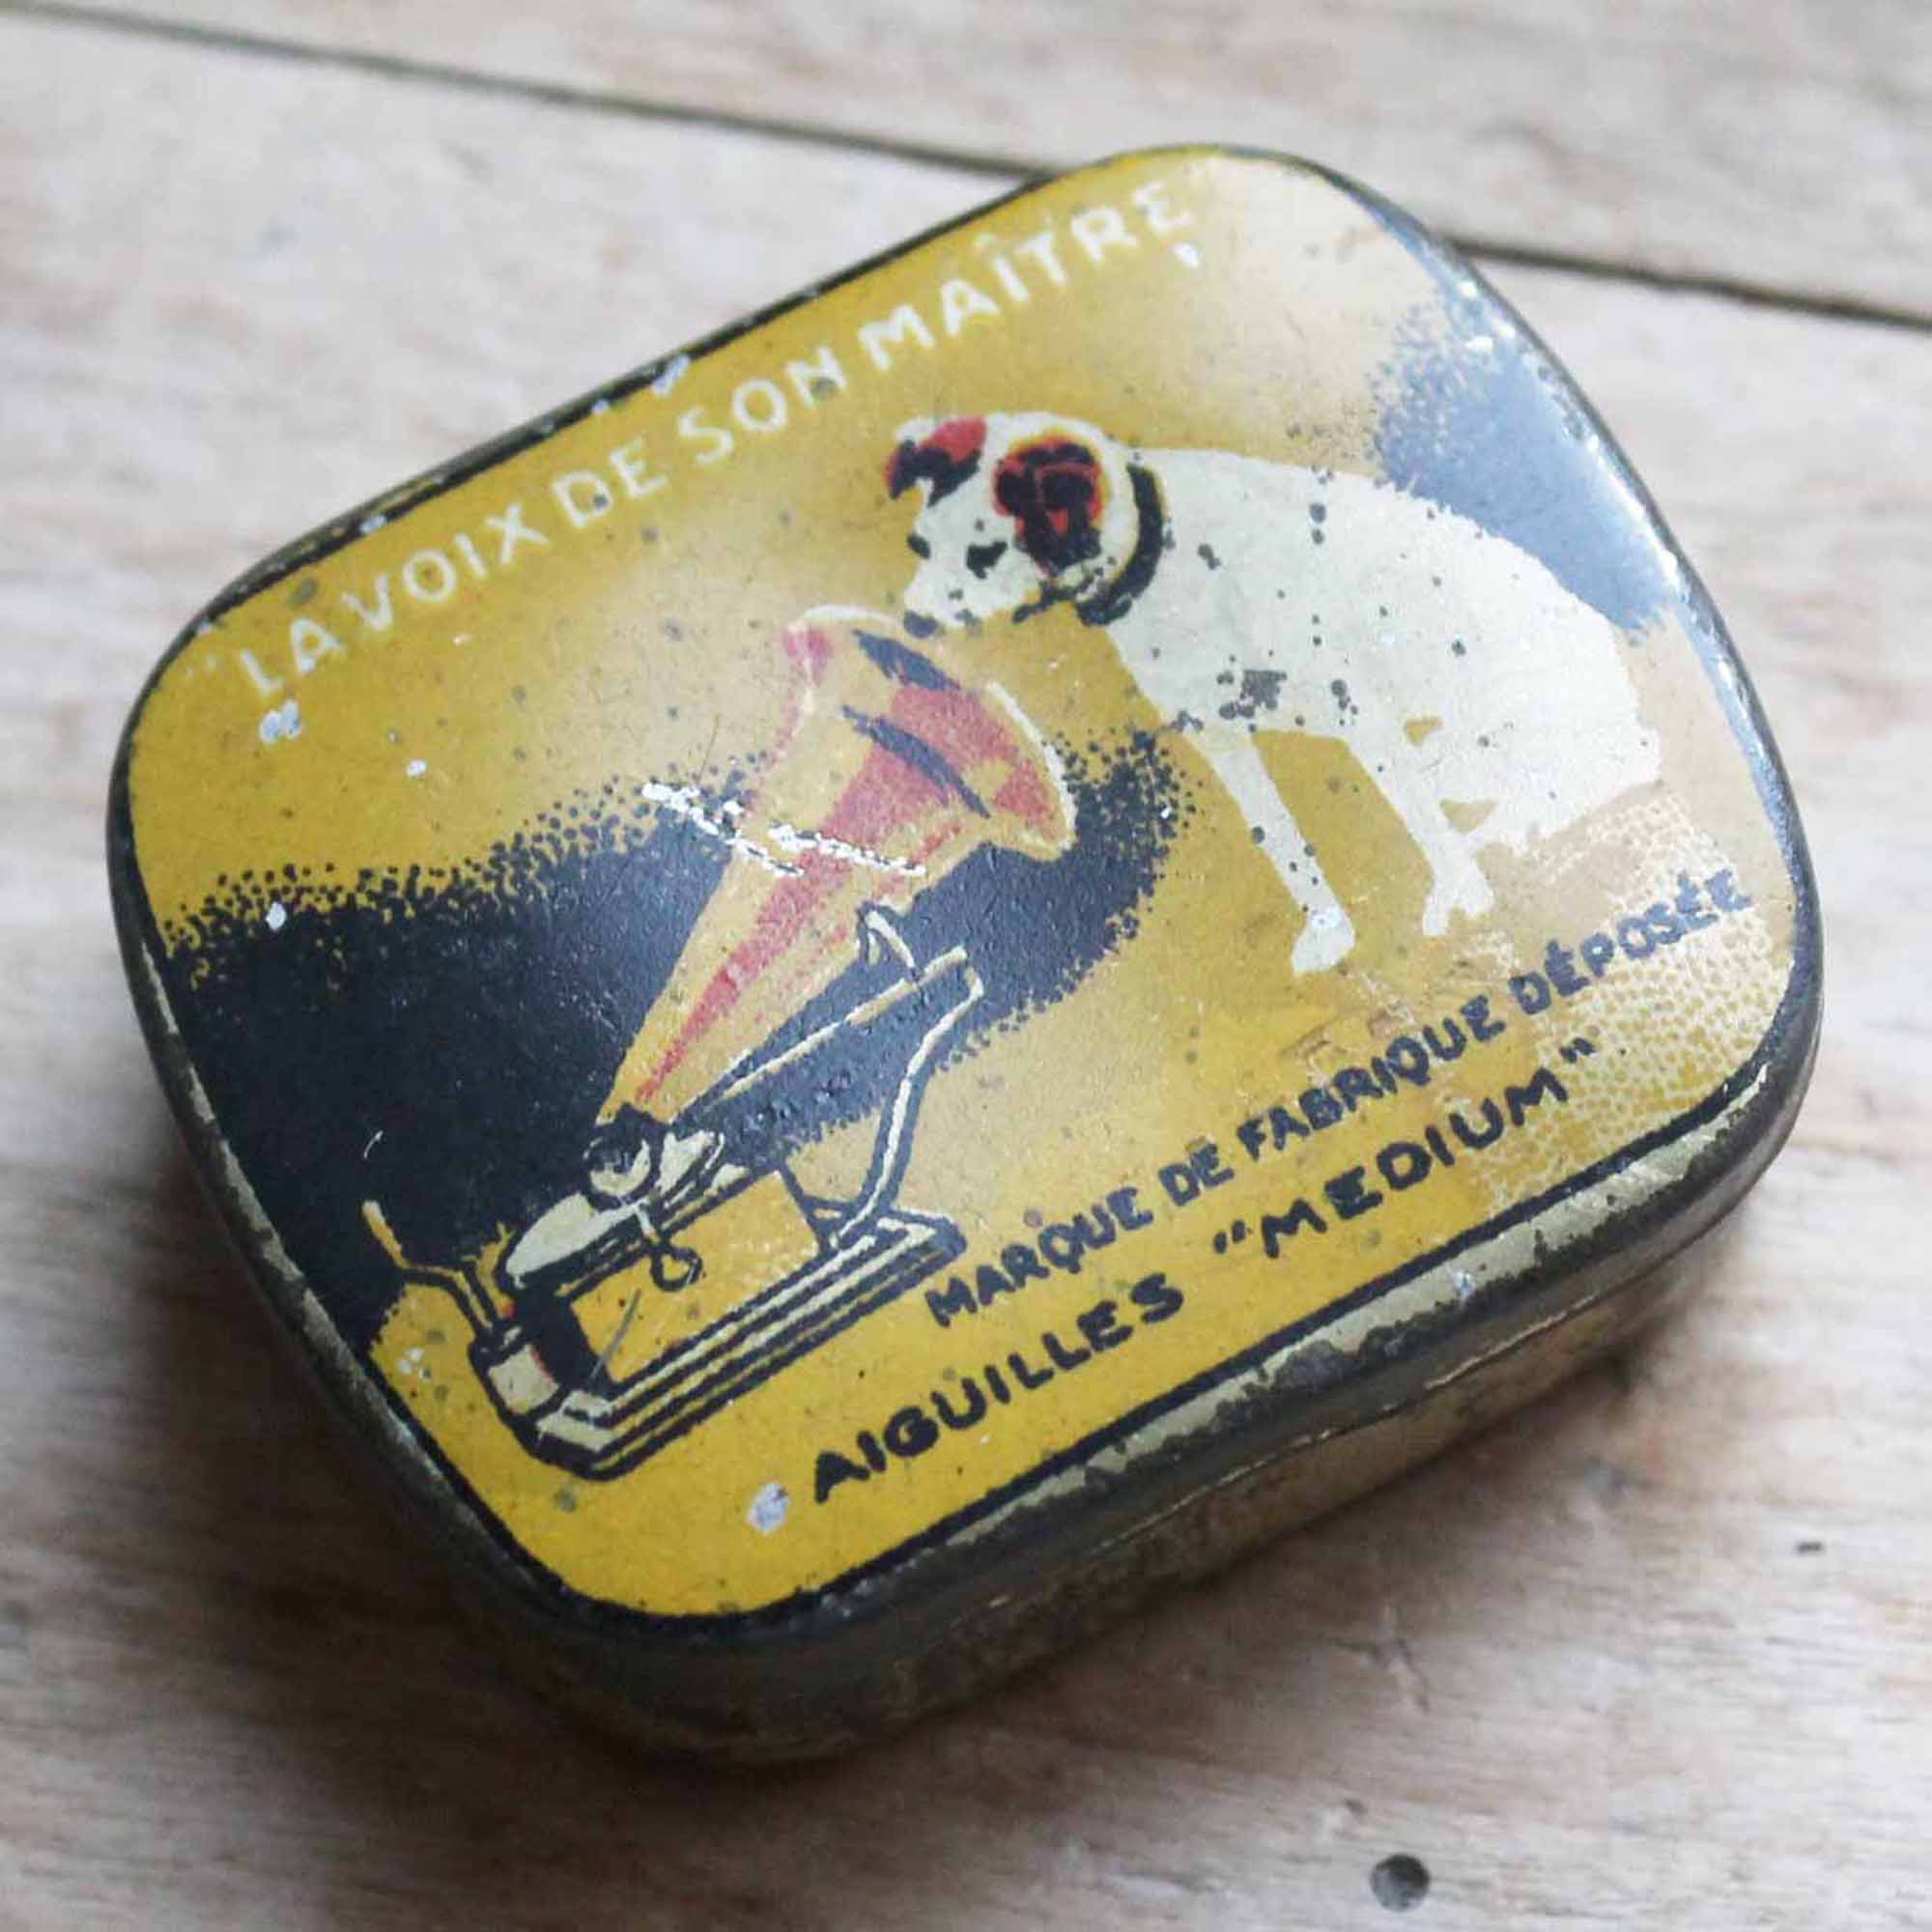 "LA VOIX DE SON MAÎTRE"
MARQUE DE FABRIQUE DÉPOSÉE
AIGUILLES "MEDIUM"